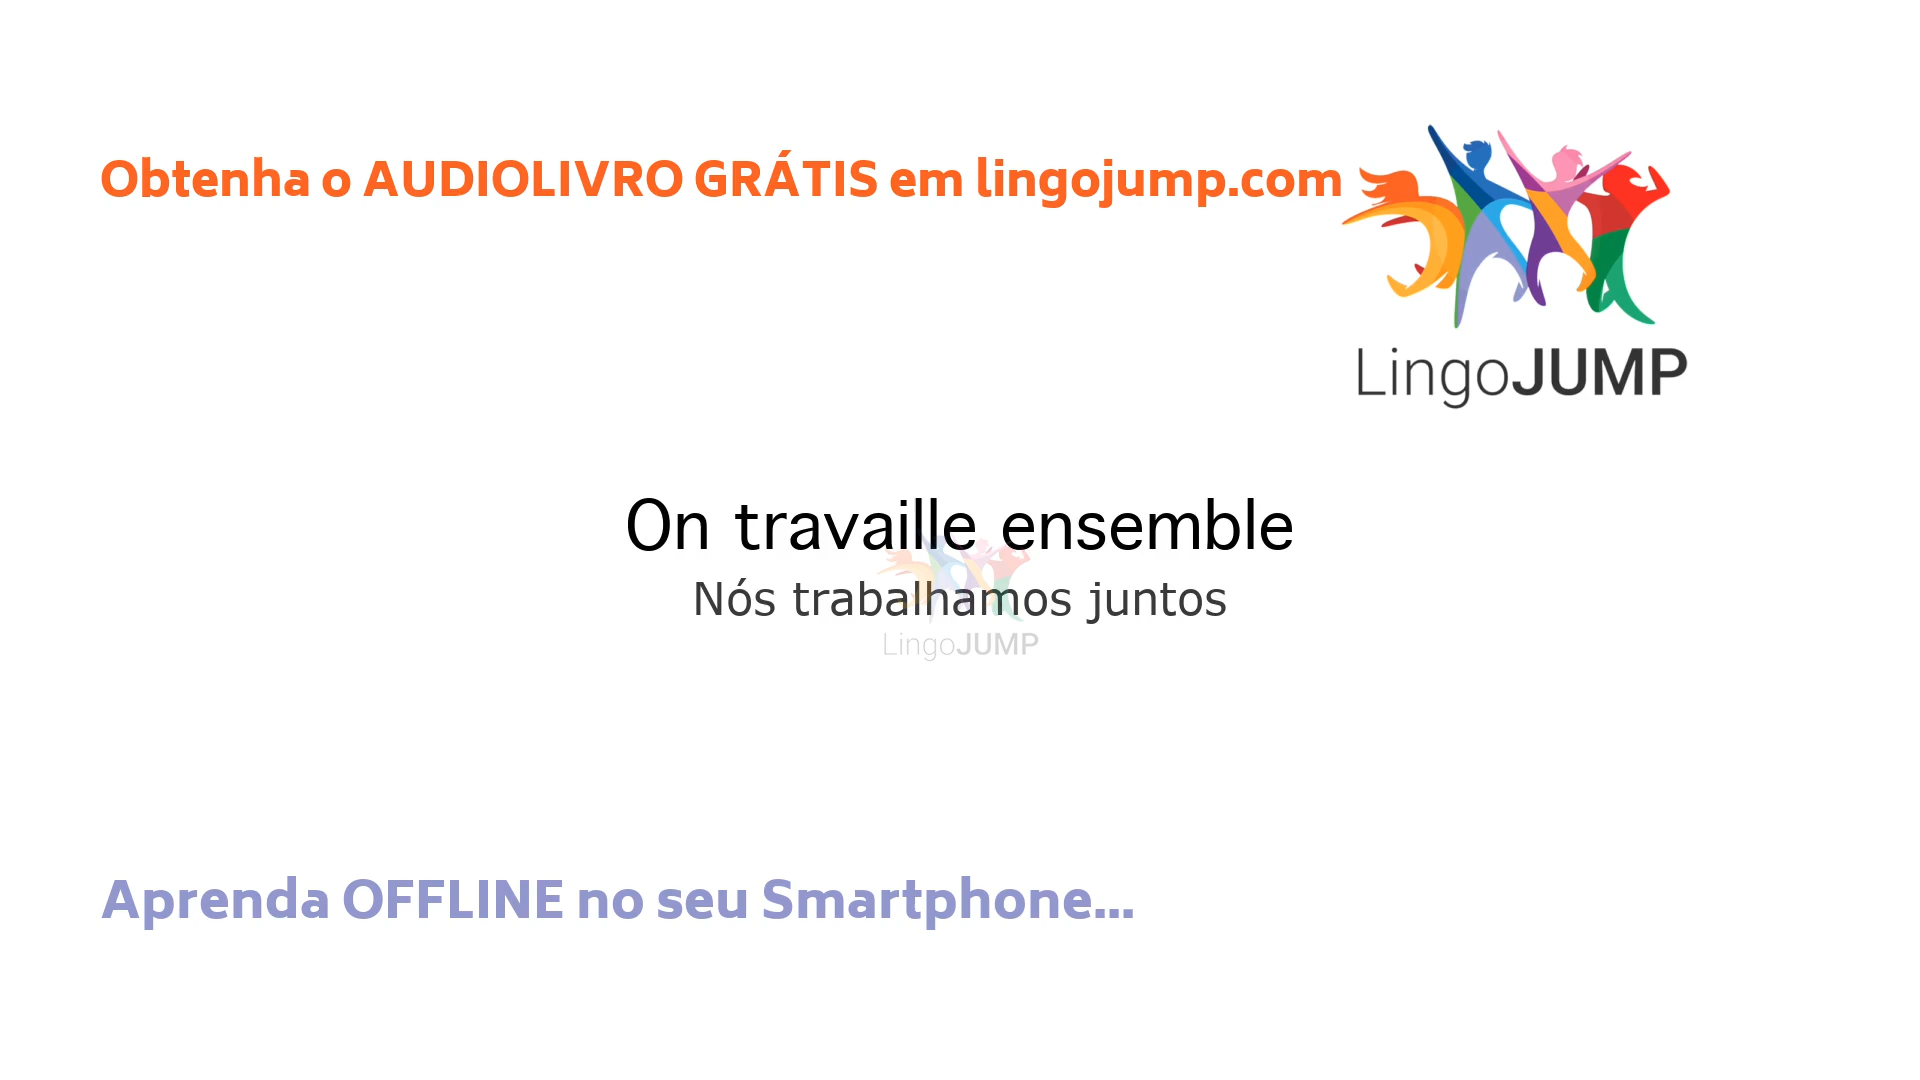 Obtenha o AUDIOLIVRO GRÁTIS em lingojump.com
LingoJUMP
On travaille ensemble
Nós trabalhamos juntos
LingoJUMP
Aprenda OFFLINE no seu Smartphone...